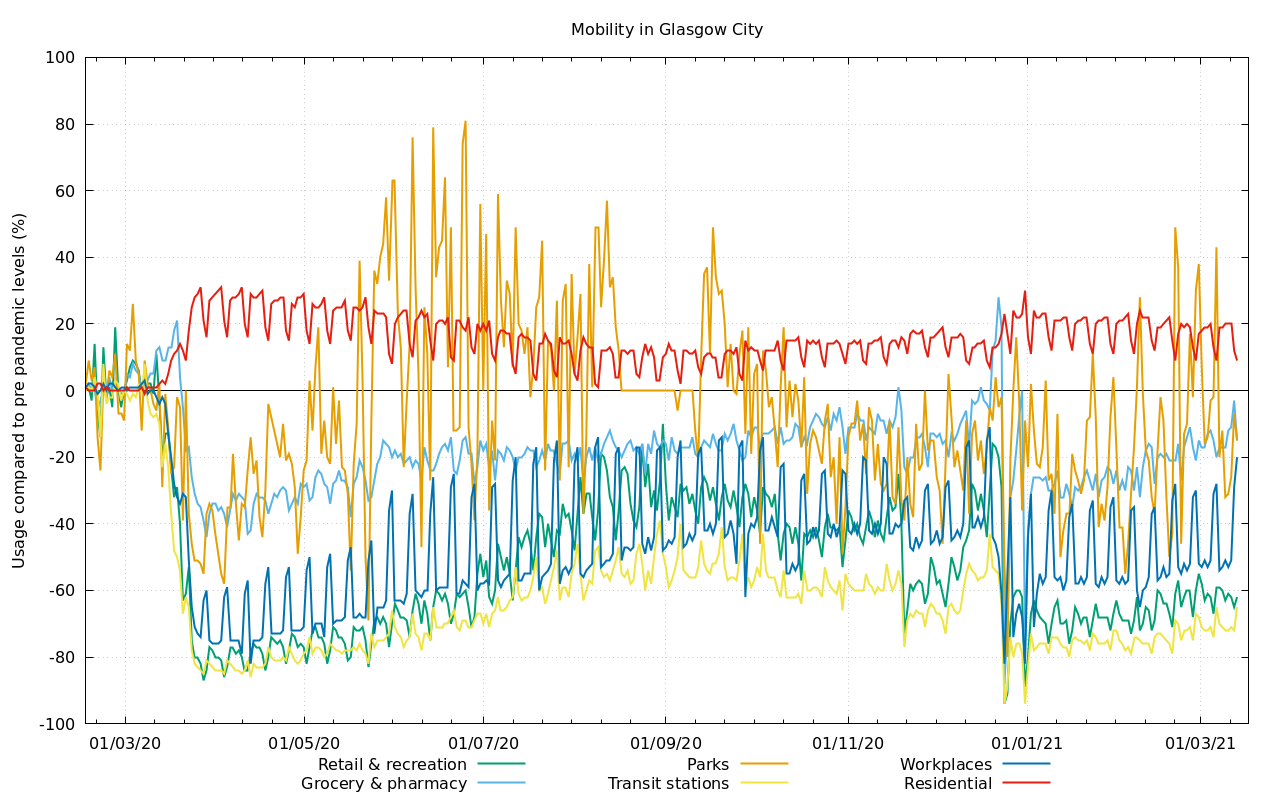 Mobility in Glasgow City
Usage compared to pre pandemic levels (%)
100
80
60
40
20
0
-20
-40
-60
-80
-100
01/03/20 01/05/20 01/07/20 01/09/20 01/11/20 01/01/21 01/03/21
Retail & recreation Parks Workplaces
Grocery & pharmacy Transit stations Residential